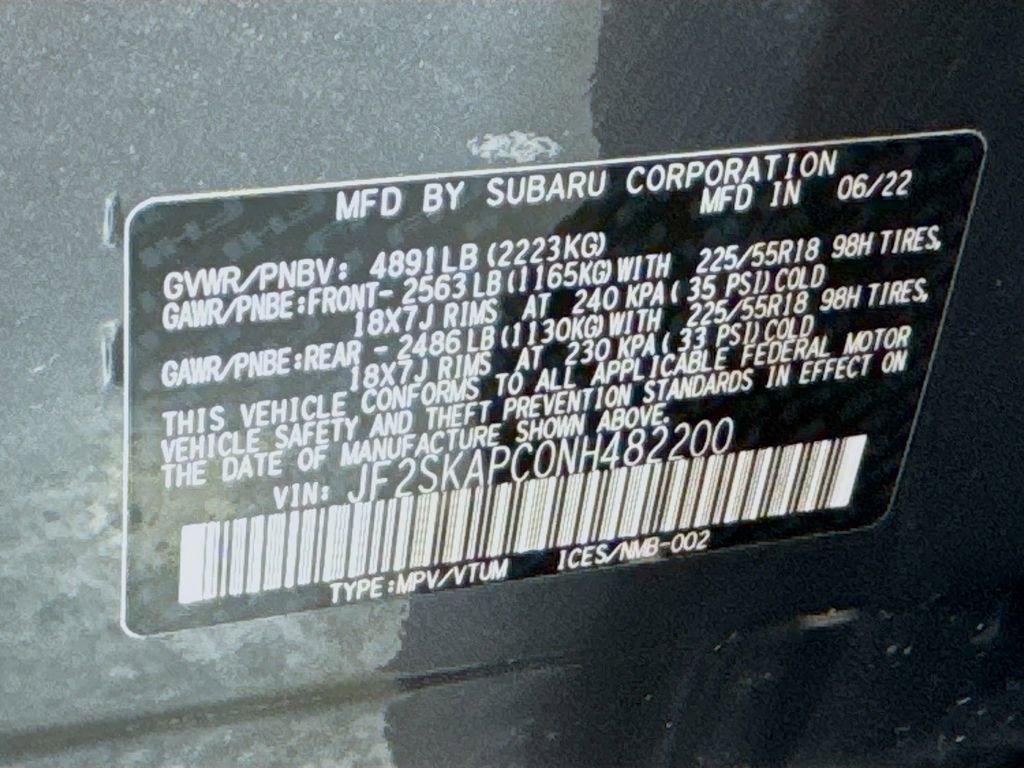 MFD BY SUBARU CORPORATION
MFD IN 06/22
GVWR/PNBV: 4891LB (2223KG)
GAWR/PNBE:FRONT- 2563LB (1165KG) WITH 225/55R18 98H TIRES,
18X7J RIMS AT 240 KPA( 35 PSI) COLD
GAWR/PNBE:REAR - 2486LB (1130KG) WITH 225/55R18 98H TIRES,
18X7J RIMS AT 230 KPA( 33 PSI) COLD
THIS VEHICLE CONFORMS TO ALL APPLICABLE FEDERAL MOTOR
VEHICLE SAFETY AND THEFT PREVENTION STANDARDS IN EFFECT ON
THE DATE OF MANUFACTURE SHOWN ABOVE.
VIN: JF2SKAPC0NH482200
TYPE:MPV/VTUM ICES/NMB-002